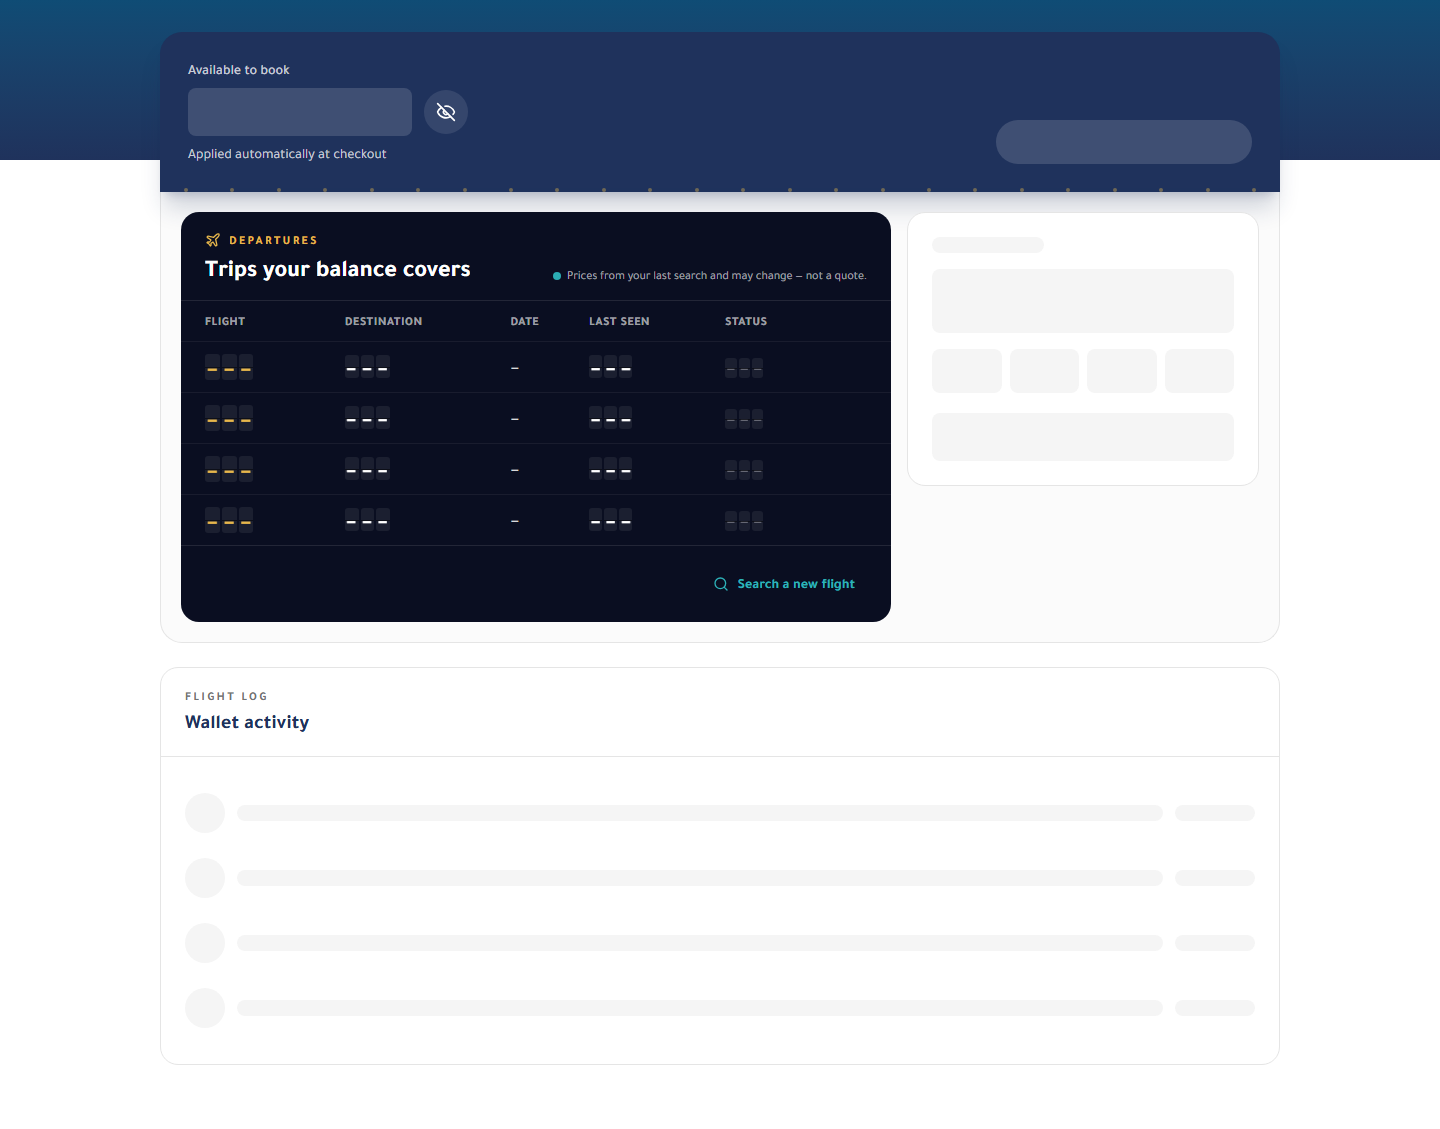 Available to book
Applied automatically at checkout
DEPARTURES
Trips your balance covers
Prices from your last search and may change – not a quote.
FLIGHT DESTINATION DATE LAST SEEN STATUS
– – – – – – – – – – – – –
– – – – – – – – – – – – –
– – – – – – – – – – – – –
– – – – – – – – – – – – –
Search a new flight
FLIGHT LOG
Wallet activity